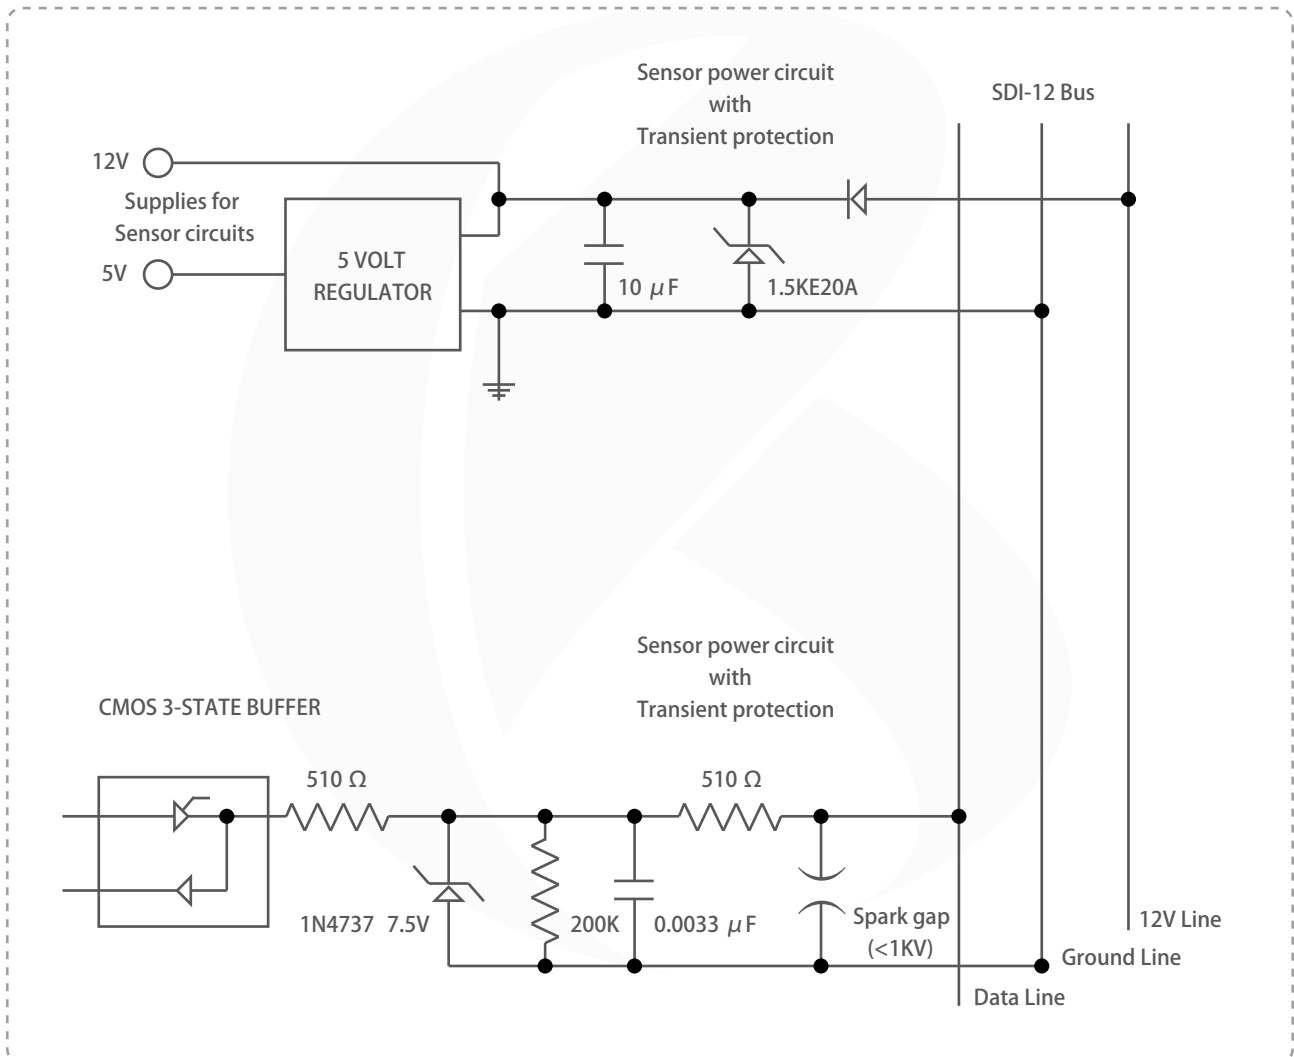 Sensor power circuit
with
Transient protection
SDI-12 Bus
12V
Supplies for
Sensor circuits
5V
5 VOLT
REGULATOR
10 μF
1.5KE20A
Sensor power circuit
with
Transient protection
CMOS 3-STATE BUFFER
510 Ω
510 Ω
1N4737 7.5V
200K
0.0033 μF
Spark gap
(<1KV)
12V Line
Ground Line
Data Line